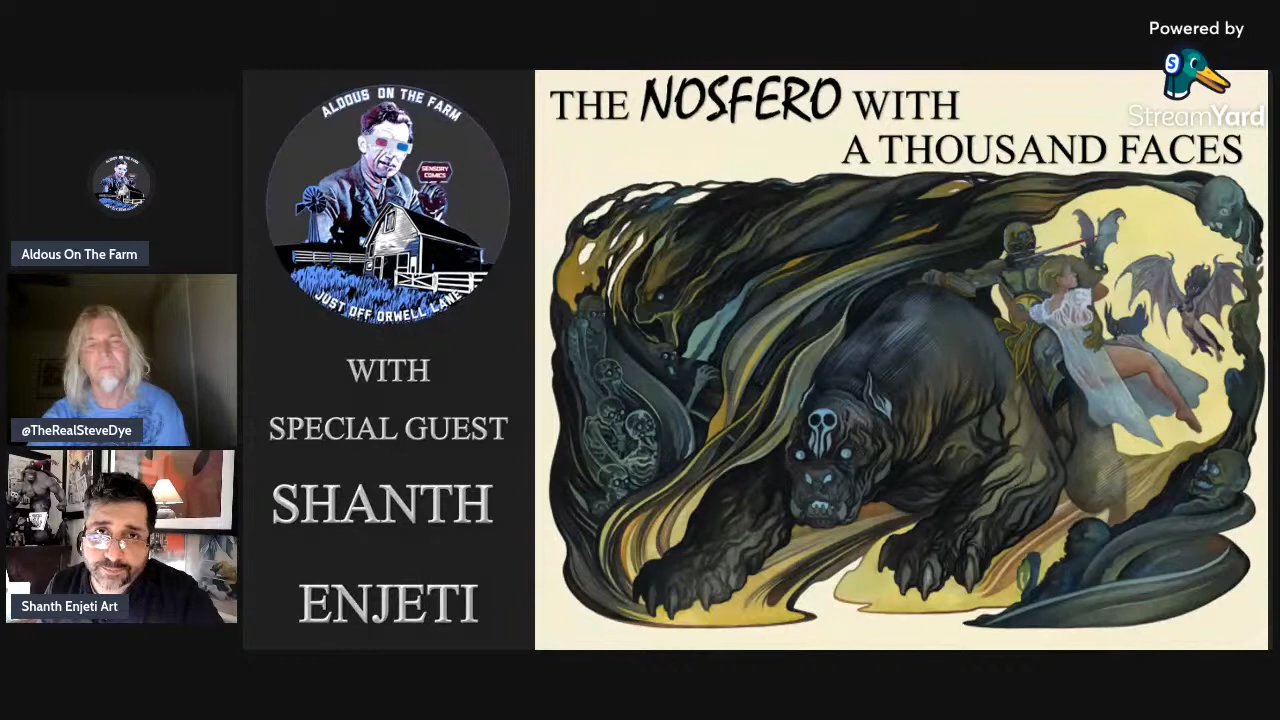 Powered by
StreamYard
S
Aldous On The Farm
@TheRealSteveDye
Shanth Enjeti Art
ALDOUS ON THE FARM
SENSORY
COMICS
JUST OFF ORWELL LANE
WITH
SPECIAL GUEST
SHANTH
ENJETI
THE NOSFERO WITH
A THOUSAND FACES